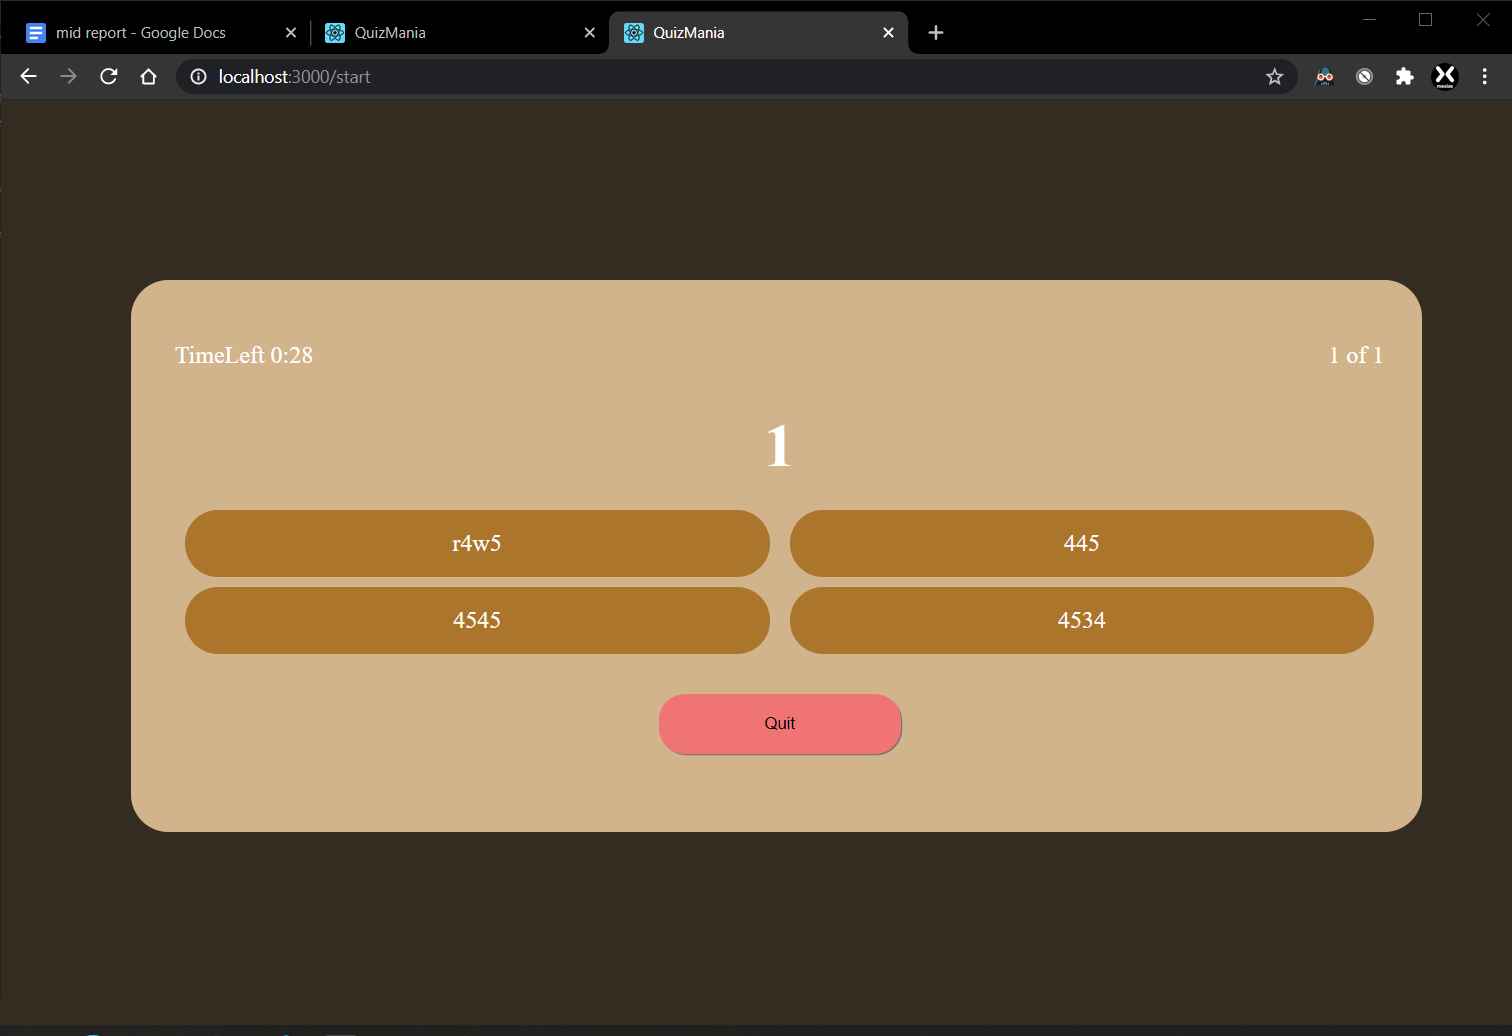 mid report - Google Docs
QuizMania
QuizMania
localhost:3000/start
TimeLeft 0:28
1 of 1
1
r4w5
445
4545
4534
Quit